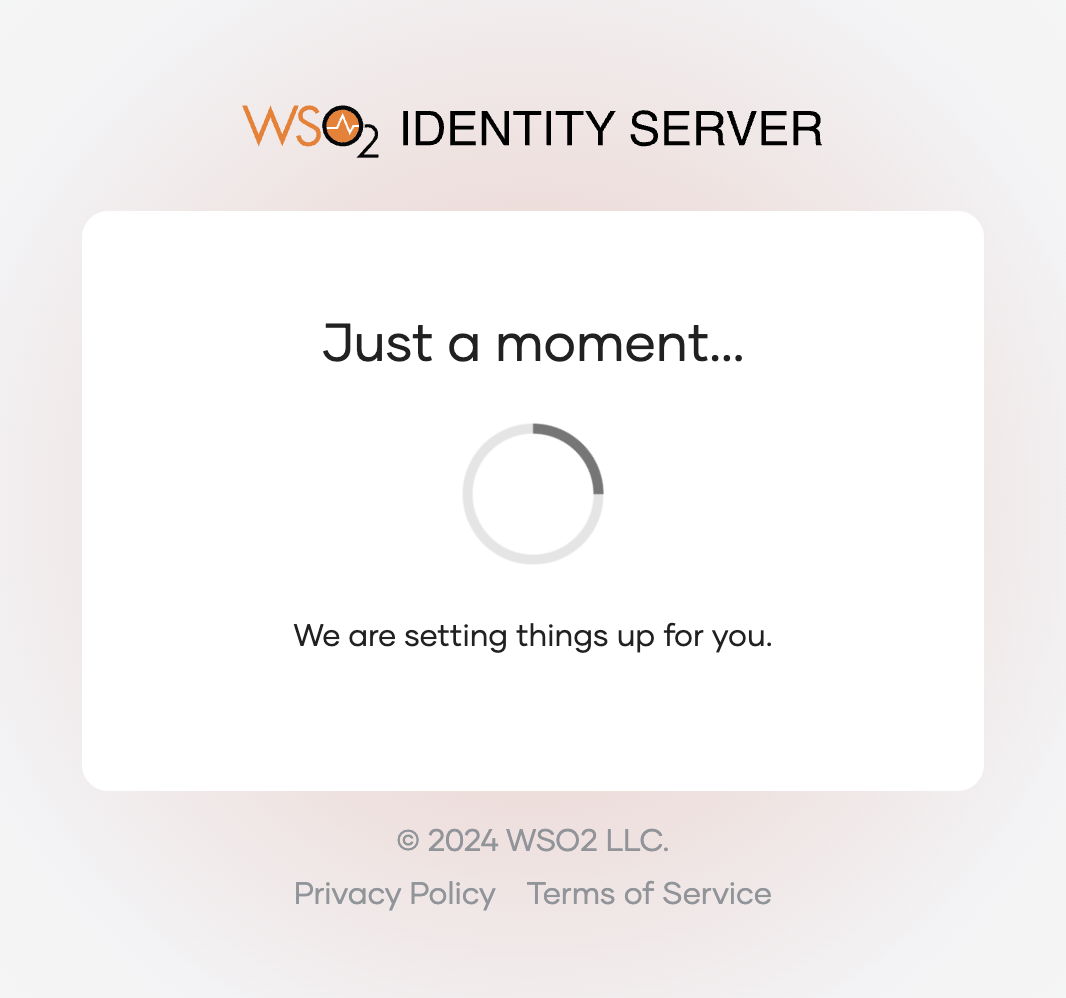 WSO2 IDENTITY SERVER
Just a moment...
We are setting things up for you.
© 2024 WSO2 LLC.
Privacy Policy Terms of Service